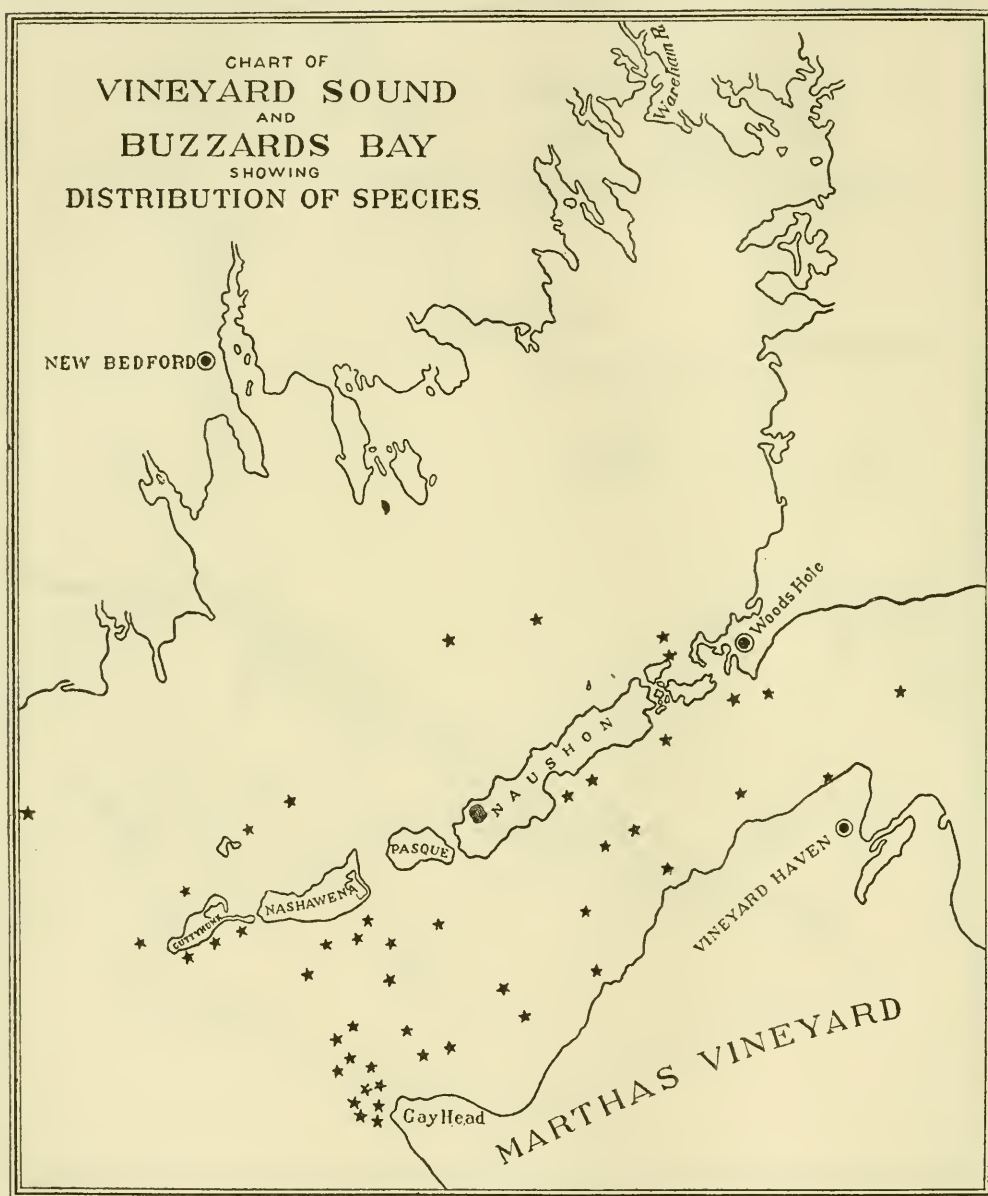 CHART OF
VINEYARD SOUND
AND
BUZZARDS BAY
SHOWING
DISTRIBUTION OF SPECIES.
Wareham R.
NEW BEDFORD
Woods Hole
NAUSHON
PASQUE
NASHAWENA
CUTTYHUNK
VINEYARD HAVEN
MARTHAS VINEYARD
Gay Head